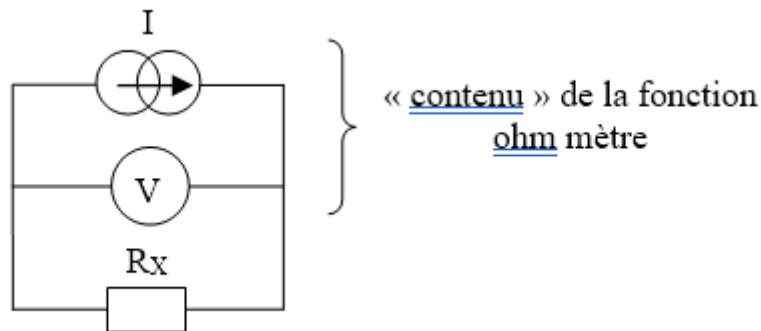 I
« contenu » de la fonction
ohm mètre
V
Rx